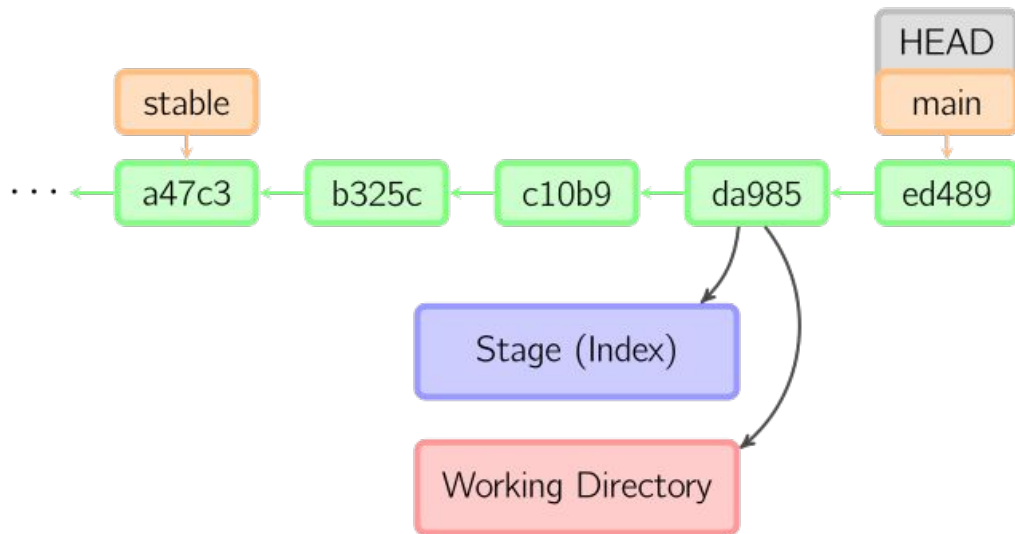 HEAD
stable
main
...
a47c3
b325c
c10b9
da985
ed489
Stage (Index)
Working Directory